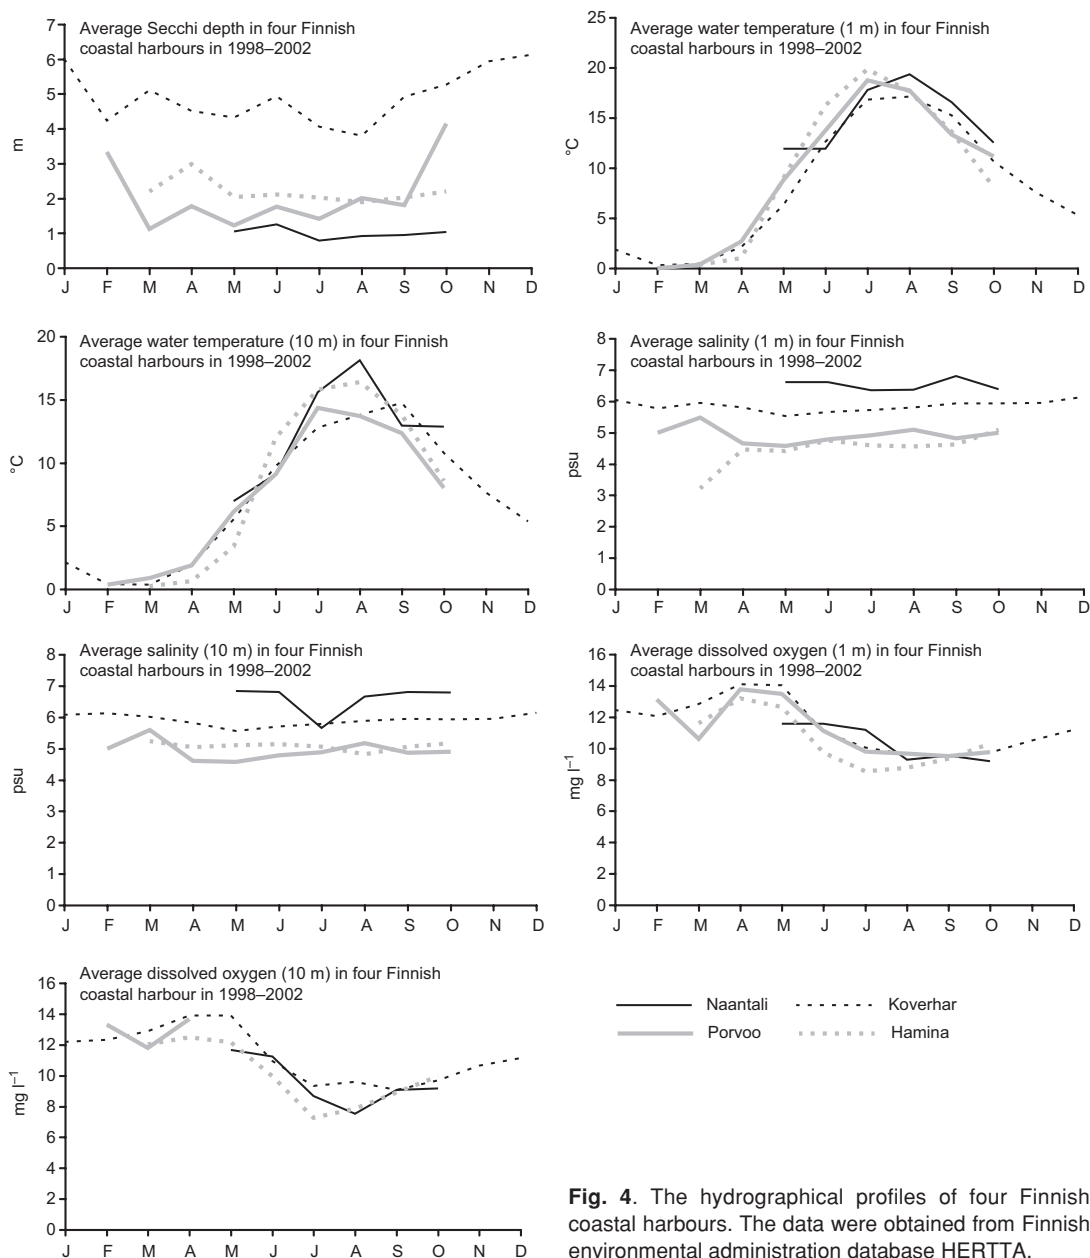 Average Secchi depth in four Finnish
coastal harbours in 1998–2002
7
6
5
4
3
2
1
0
m
J F M A M J J A S O N D
Average water temperature (1 m) in four Finnish
coastal harbours in 1998–2002
25
20
15
10
5
0
°C
J F M A M J J A S O N D
Average water temperature (10 m) in four Finnish
coastal harbours in 1998–2002
20
15
10
5
0
°C
J F M A M J J A S O N D
Average salinity (1 m) in four Finnish
coastal harbours in 1998–2002
8
7
6
5
4
3
2
1
0
psu
J F M A M J J A S O N D
Average salinity (10 m) in four Finnish
coastal harbours in 1998–2002
8
7
6
5
4
3
2
1
0
psu
J F M A M J J A S O N D
Average dissolved oxygen (1 m) in four Finnish
coastal harbours in 1998–2002
16
14
12
10
8
6
4
2
0
mg l⁻¹
J F M A M J J A S O N D
Average dissolved oxygen (10 m) in four Finnish
coastal harbour in 1998–2002
16
14
12
10
8
6
4
2
0
mg l⁻¹
J F M A M J J A S O N D
Naantali Koverhar
Porvoo Hamina
Fig. 4. The hydrographical profiles of four Finnish
coastal harbours. The data were obtained from Finnish
environmental administration database HERTTA.